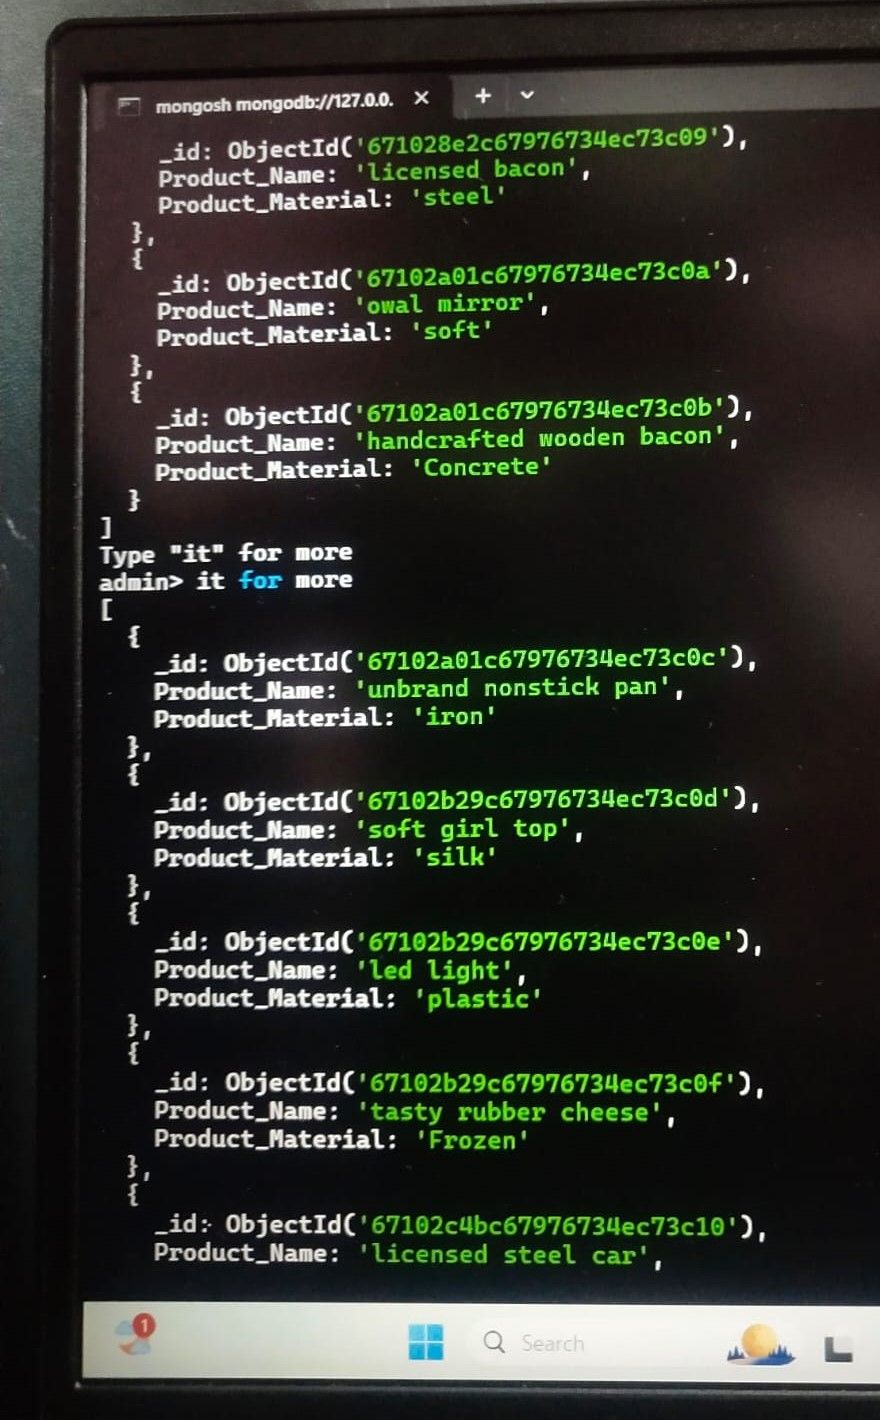 mongosh mongodb://127.0.0. × + ⌄
_id: ObjectId('671028e2c67976734ec73c09'),
Product_Name: 'licensed bacon',
Product_Material: 'steel'
},
{
_id: ObjectId('67102a01c67976734ec73c0a'),
Product_Name: 'owal mirror',
Product_Material: 'soft'
},
{
_id: ObjectId('67102a01c67976734ec73c0b'),
Product_Name: 'handcrafted wooden bacon',
Product_Material: 'Concrete'
}
]
Type "it" for more
admin> it for more
[
{
_id: ObjectId('67102a01c67976734ec73c0c'),
Product_Name: 'unbrand nonstick pan',
Product_Material: 'iron'
},
{
_id: ObjectId('67102b29c67976734ec73c0d'),
Product_Name: 'soft girl top',
Product_Material: 'silk'
},
{
_id: ObjectId('67102b29c67976734ec73c0e'),
Product_Name: 'led light',
Product_Material: 'plastic'
},
{
_id: ObjectId('67102b29c67976734ec73c0f'),
Product_Name: 'tasty rubber cheese',
Product_Material: 'Frozen'
},
{
_id: ObjectId('67102c4bc67976734ec73c10'),
Product_Name: 'licensed steel car',
1
Search